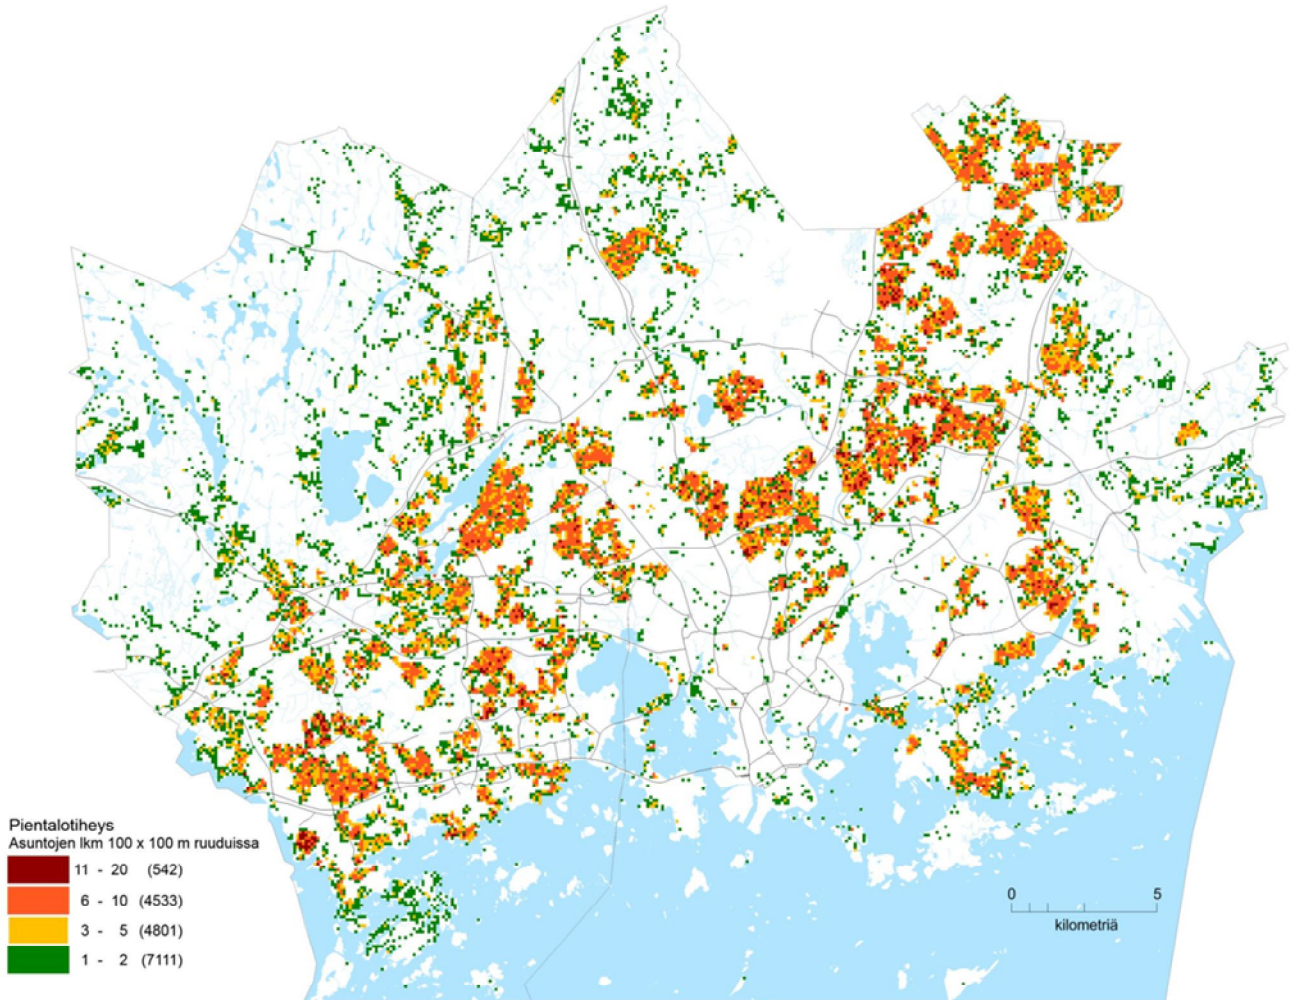 Pientalotiheys
Asuntojen lkm 100 x 100 m ruuduissa
11 - 20 (542)
6 - 10 (4533)
3 - 5 (4801)
1 - 2 (7111)
0 5
kilometriä